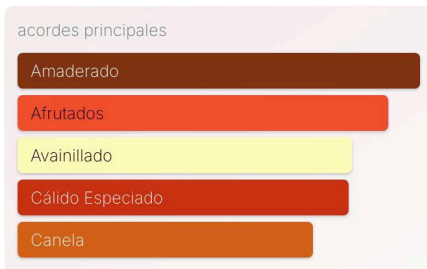 acordes principales
Amaderado
Afrutados
Avainillado
Cálido Especiado
Canela